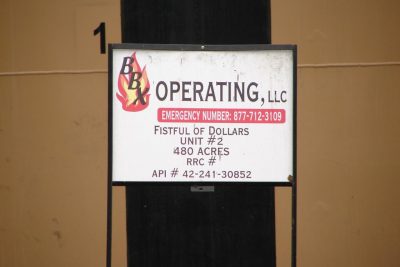 1
BBX OPERATING, LLC
EMERGENCY NUMBER: 877-712-3109
FISTFUL OF DOLLARS
UNIT #2
480 ACRES
RRC #
API # 42-241-30852